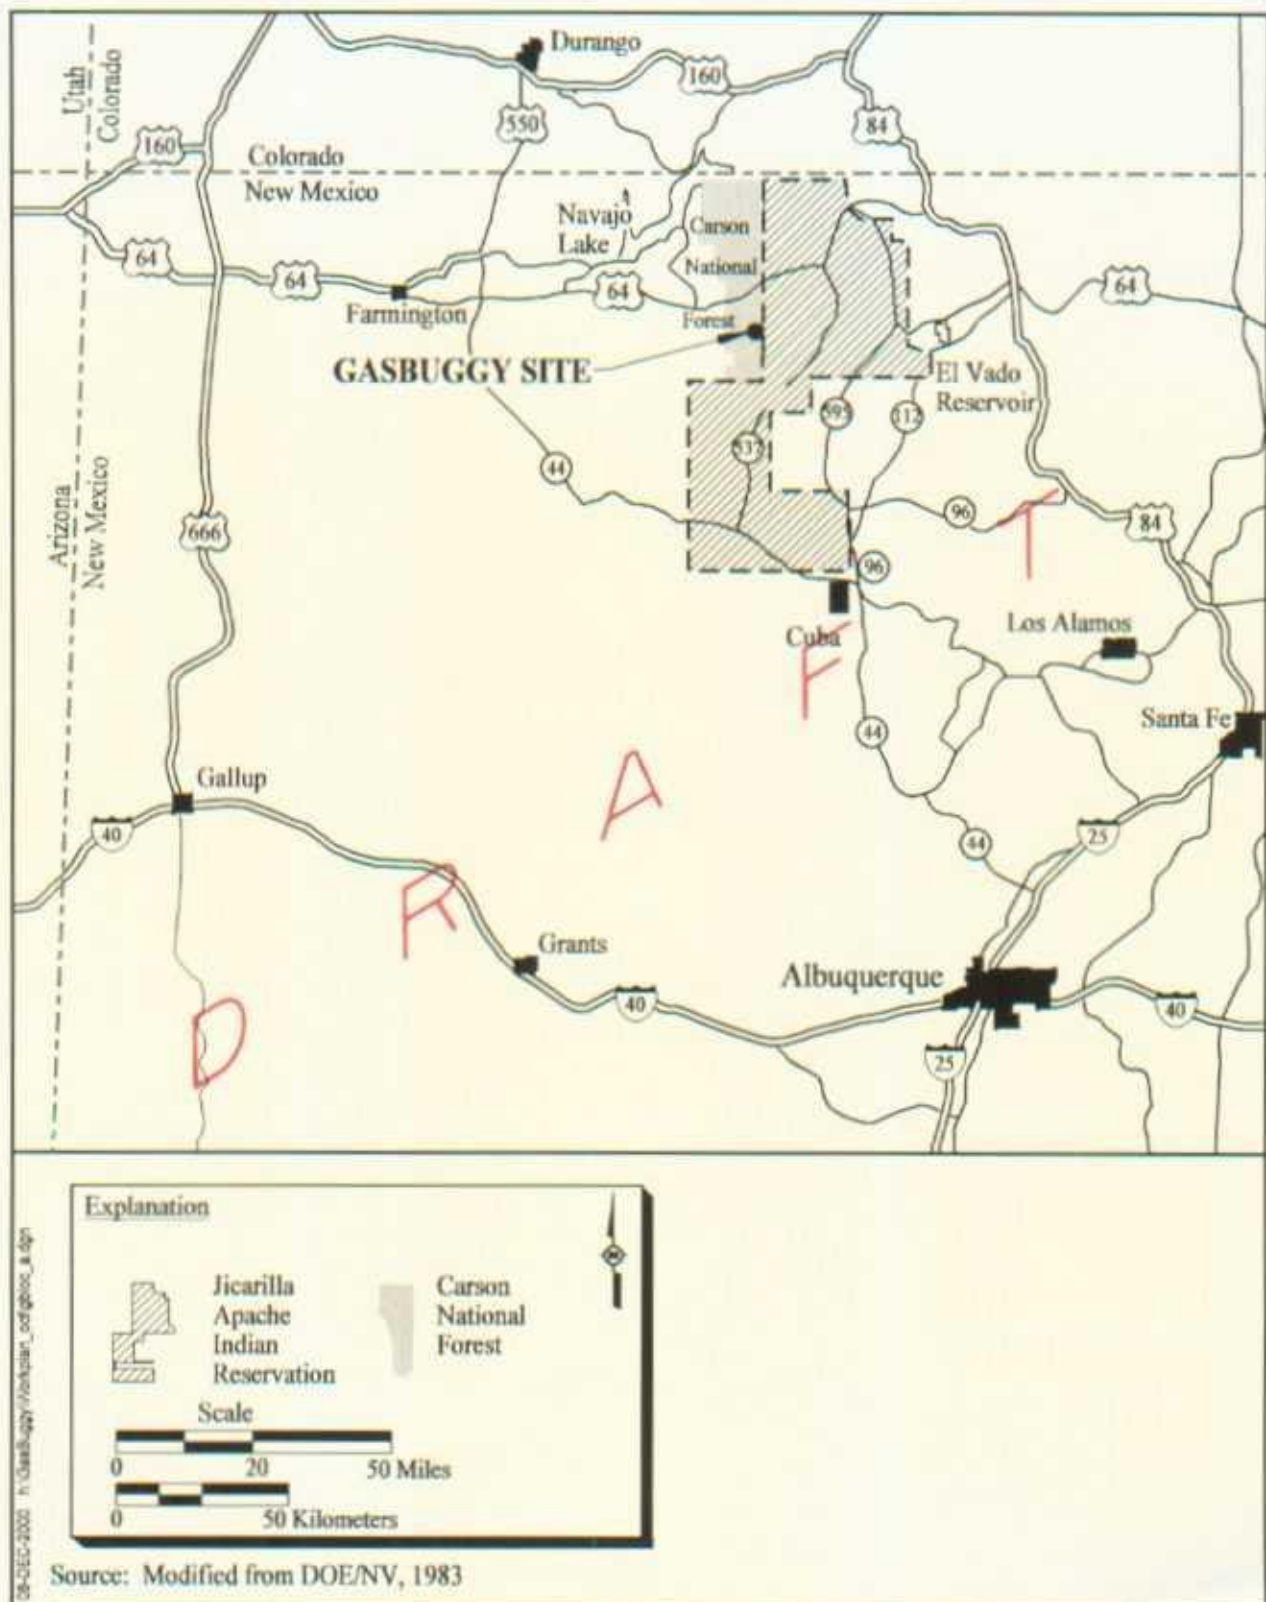 Durango
160
550
84
Utah
Colorado
160
Colorado
New Mexico
Navajo
Lake
Carson
National
Forest
64
64
64
64
Farmington
GASBUGGY SITE
El Vado
Reservoir
595
112
537
44
Arizona
New Mexico
666
96
84
96
Cuba
Los Alamos
Santa Fe
44
Gallup
40
44
25
Grants
Albuquerque
40
40
25
DRAFT
Explanation
Jicarilla
Apache
Indian
Reservation
Carson
National
Forest
Scale
0 20 50 Miles
0 50 Kilometers
Source: Modified from DOE/NV, 1983